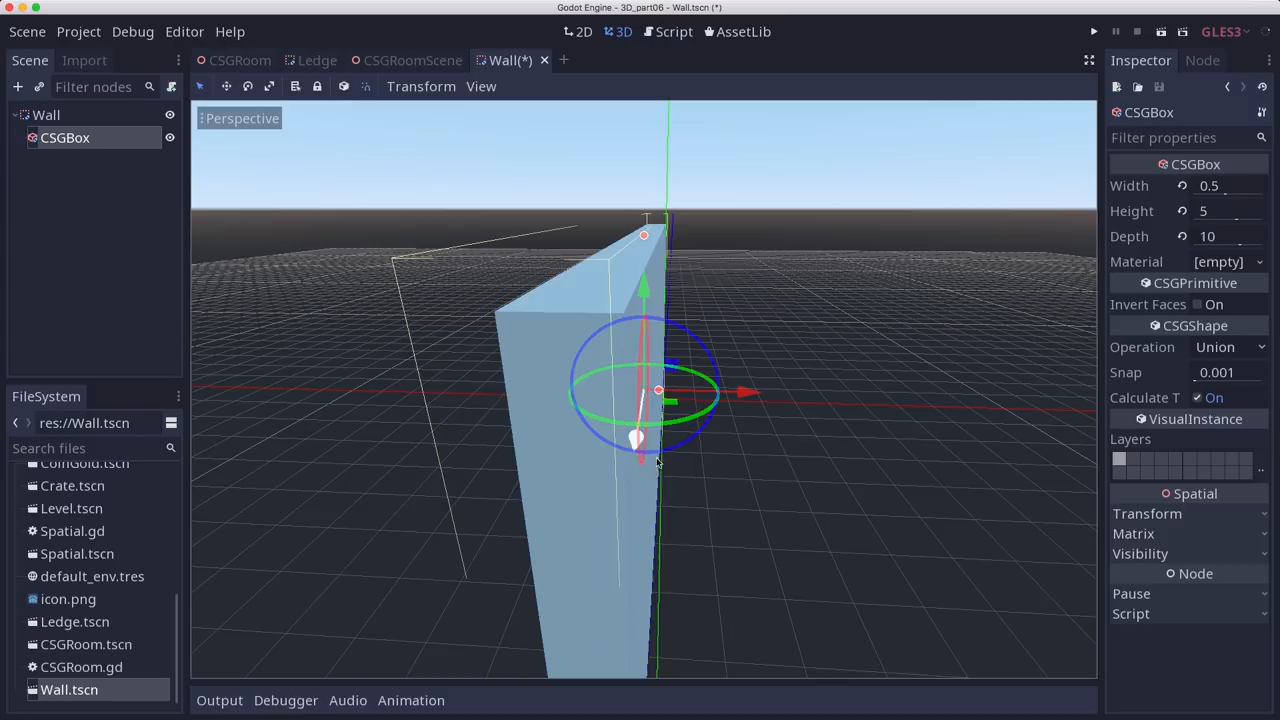 Godot Engine - 3D_part06 - Wall.tscn (*)
Scene Project Debug Editor Help
2D 3D Script AssetLib
GLES3
Scene Import
CSGRoom Ledge CSGRoomScene Wall(*)
Inspector Node
Filter nodes
Transform View
Wall
CSGBox
Perspective
CSGBox
Filter properties
CSGBox
Width 0.5
Height 5
Depth 10
Material [empty]
CSGPrimitive
Invert Faces On
CSGShape
Operation Union
Snap 0.001
Calculate T On
VisualInstance
Layers
..
Spatial
Transform
Matrix
Visibility
Node
Pause
Script
FileSystem
res://Wall.tscn
Search files
CoinGold.tscn
Crate.tscn
Level.tscn
Spatial.gd
Spatial.tscn
default_env.tres
icon.png
Ledge.tscn
CSGRoom.tscn
CSGRoom.gd
Wall.tscn
Output Debugger Audio Animation